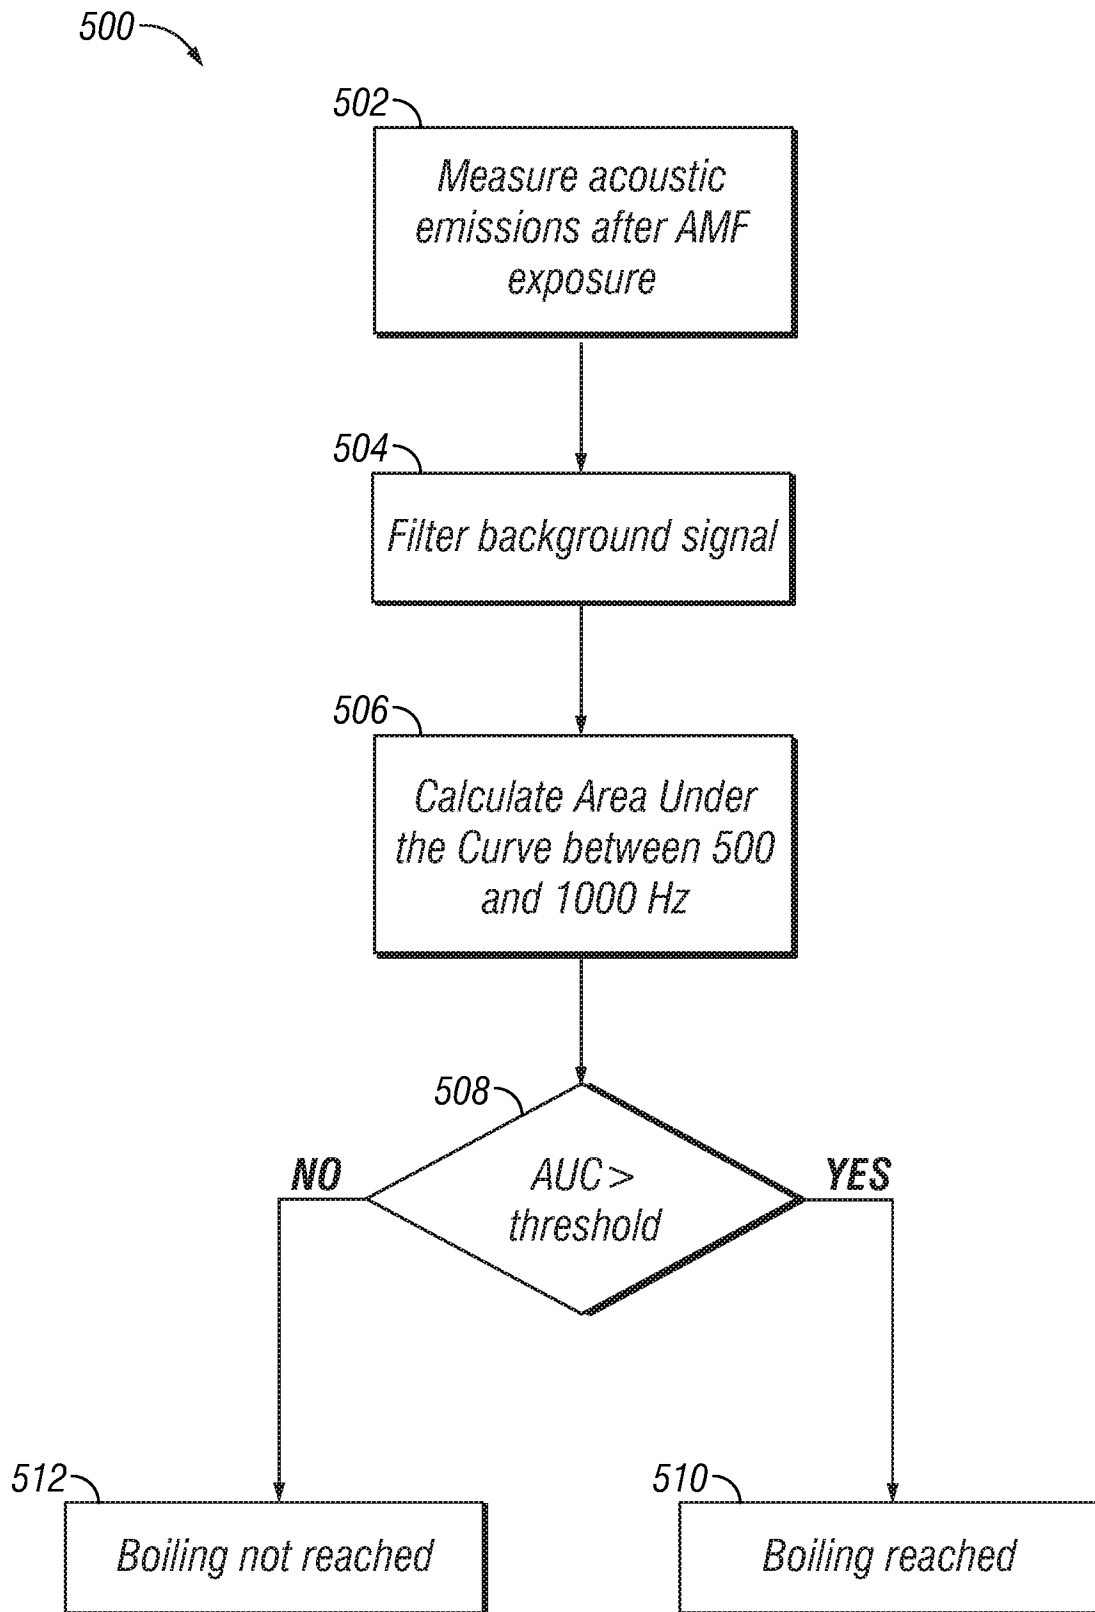 500
502
Measure acoustic
emissions after AMF
exposure
504
Filter background signal
506
Calculate Area Under
the Curve between 500
and 1000 Hz
508
NO
AUC >
threshold
YES
512
Boiling not reached
510
Boiling reached